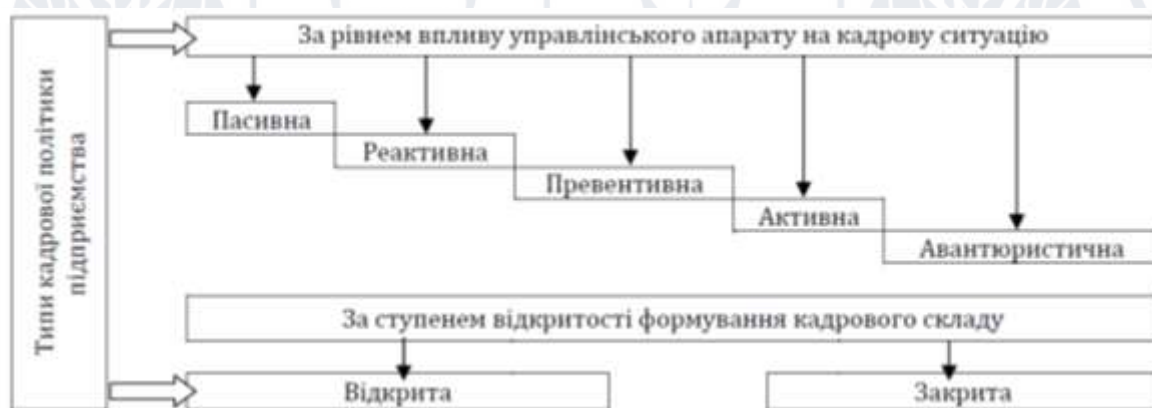 Типи кадрової політики
підприємства
За рівнем впливу управлінського апарату на кадрову ситуацію
Пасивна
Реактивна
Превентивна
Активна
Авантюристична
За ступенем відкритості формування кадрового складу
Відкрита
Закрита